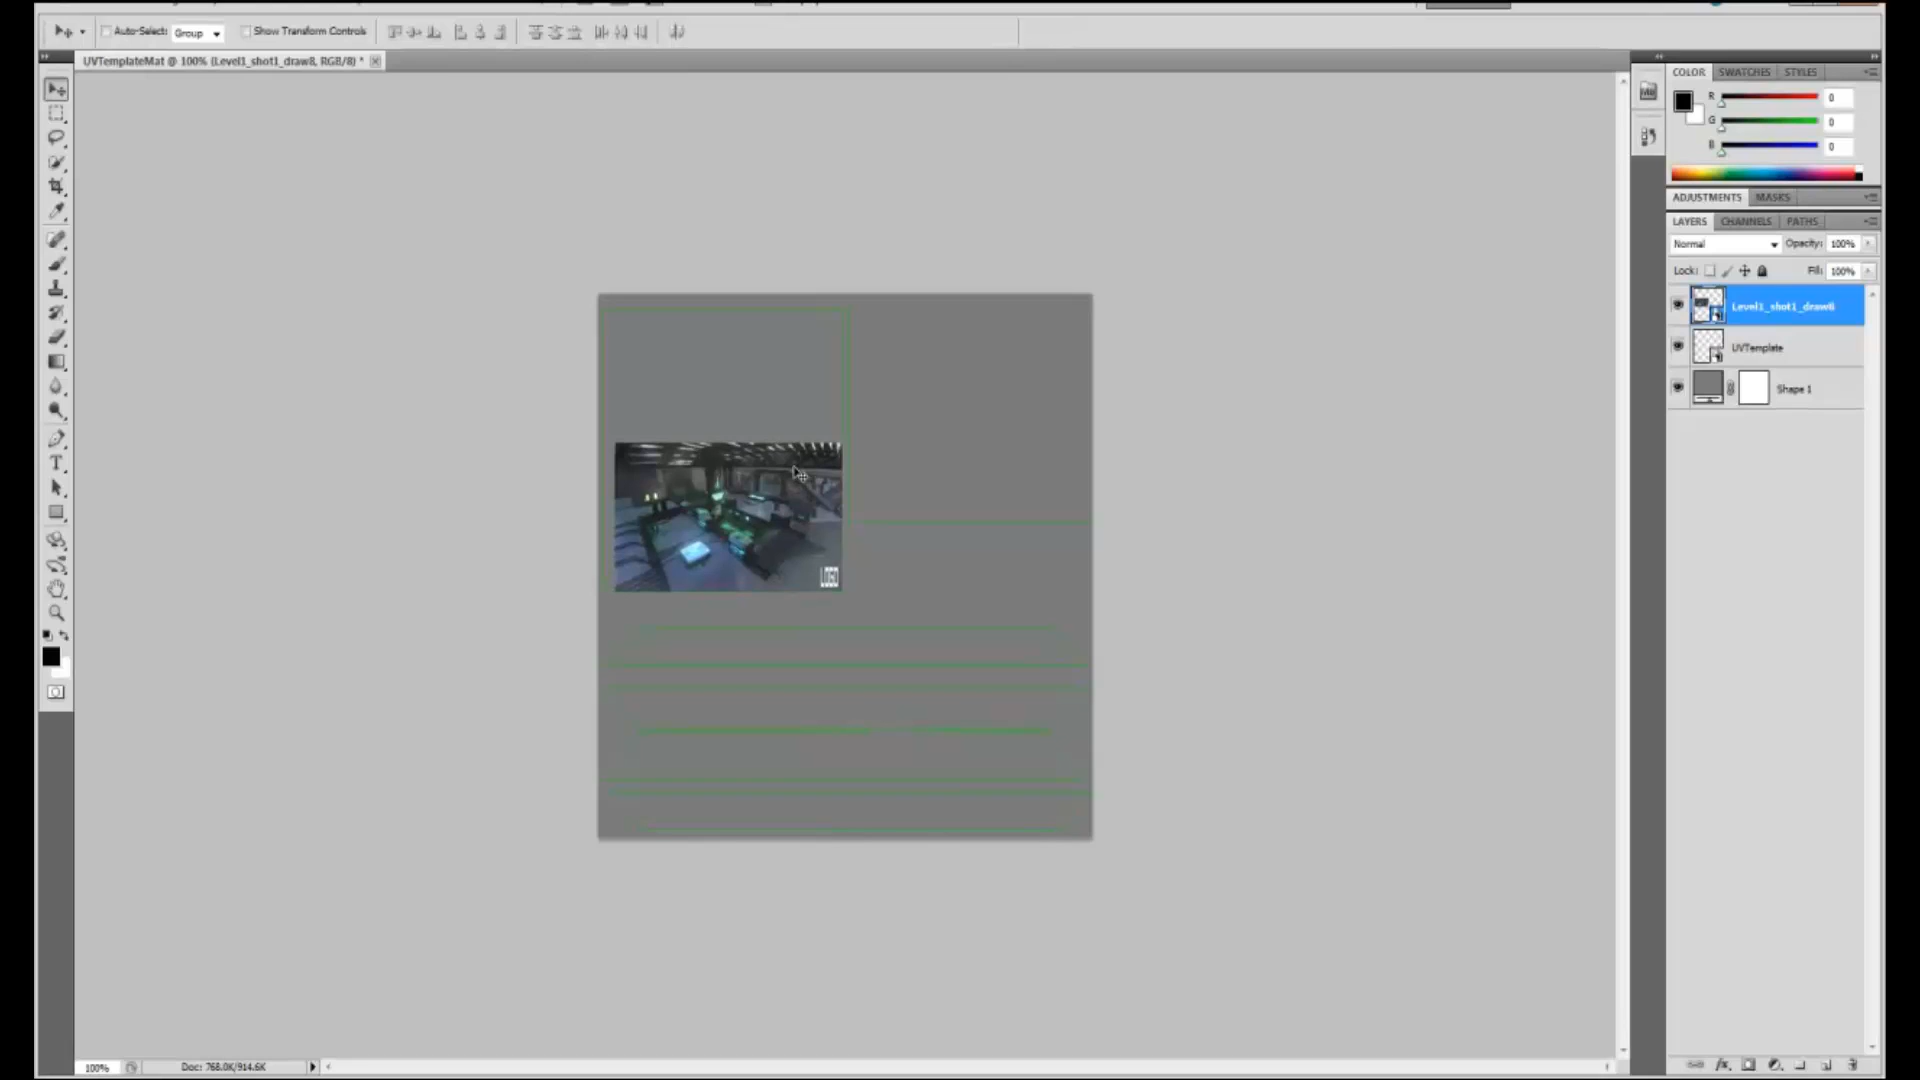 Auto-Select: Group Show Transform Controls
UVTemplateMat @ 100% (Level1_shot1_draw8, RGB/8) *
COLOR SWATCHES STYLES
R 0
G 0
B 0
ADJUSTMENTS MASKS
LAYERS CHANNELS PATHS
Normal Opacity: 100%
Lock: Fill: 100%
Level1_shot1_draw8
UVTemplate
Shape 1
LOGO
100% Doc: 768.0K/914.6K